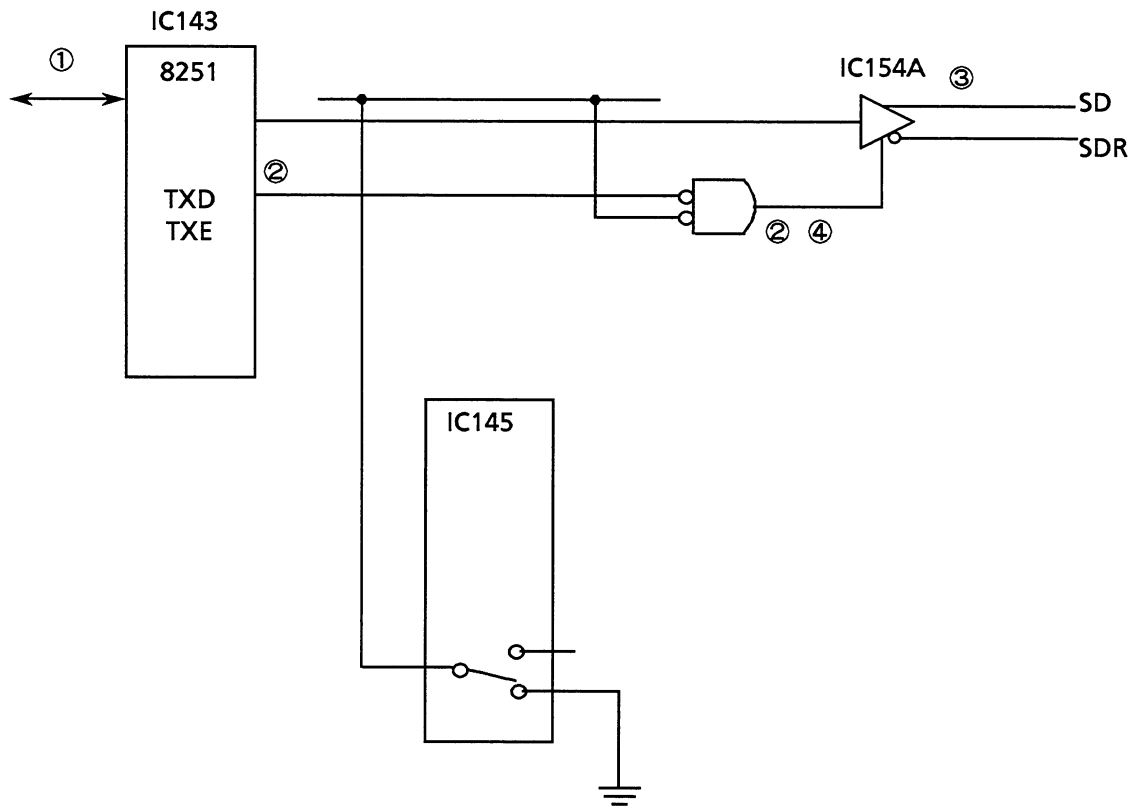 IC143
①
8251
IC154A
③
SD
SDR
②
TXD
TXE
② ④
IC145